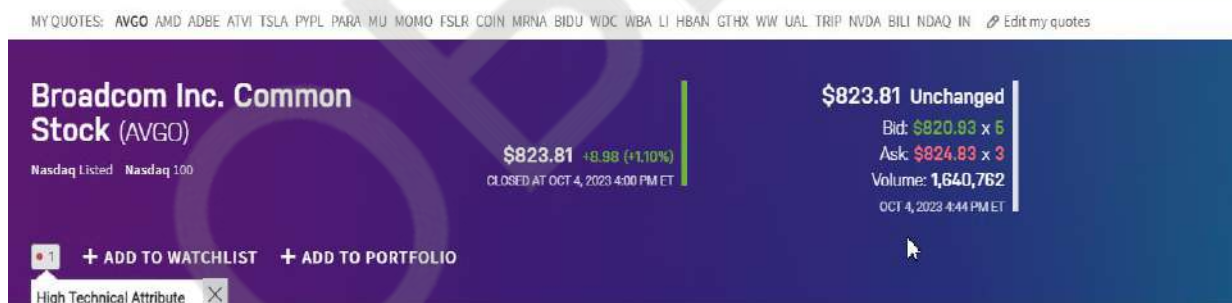 MY QUOTES: AVGO AMD ADBE ATVI TSLA PYPL PARA MU MOMO FSLR COIN MRNA BIDU WDC WBA LI HBAN GTHX WW UAL TRIP NVDA BILI NDAQ IN Edit my quotes
Broadcom Inc. Common
Stock (AVGO)
Nasdaq Listed Nasdaq 100
$823.81 +8.98 (+1.10%)
CLOSED AT OCT 4, 2023 4:00 PM ET
$823.81 Unchanged
Bid: $820.93 x 5
Ask: $824.83 x 3
Volume: 1,640,762
OCT 4, 2023 4:44 PM ET
1 + ADD TO WATCHLIST + ADD TO PORTFOLIO
High Technical Attribute